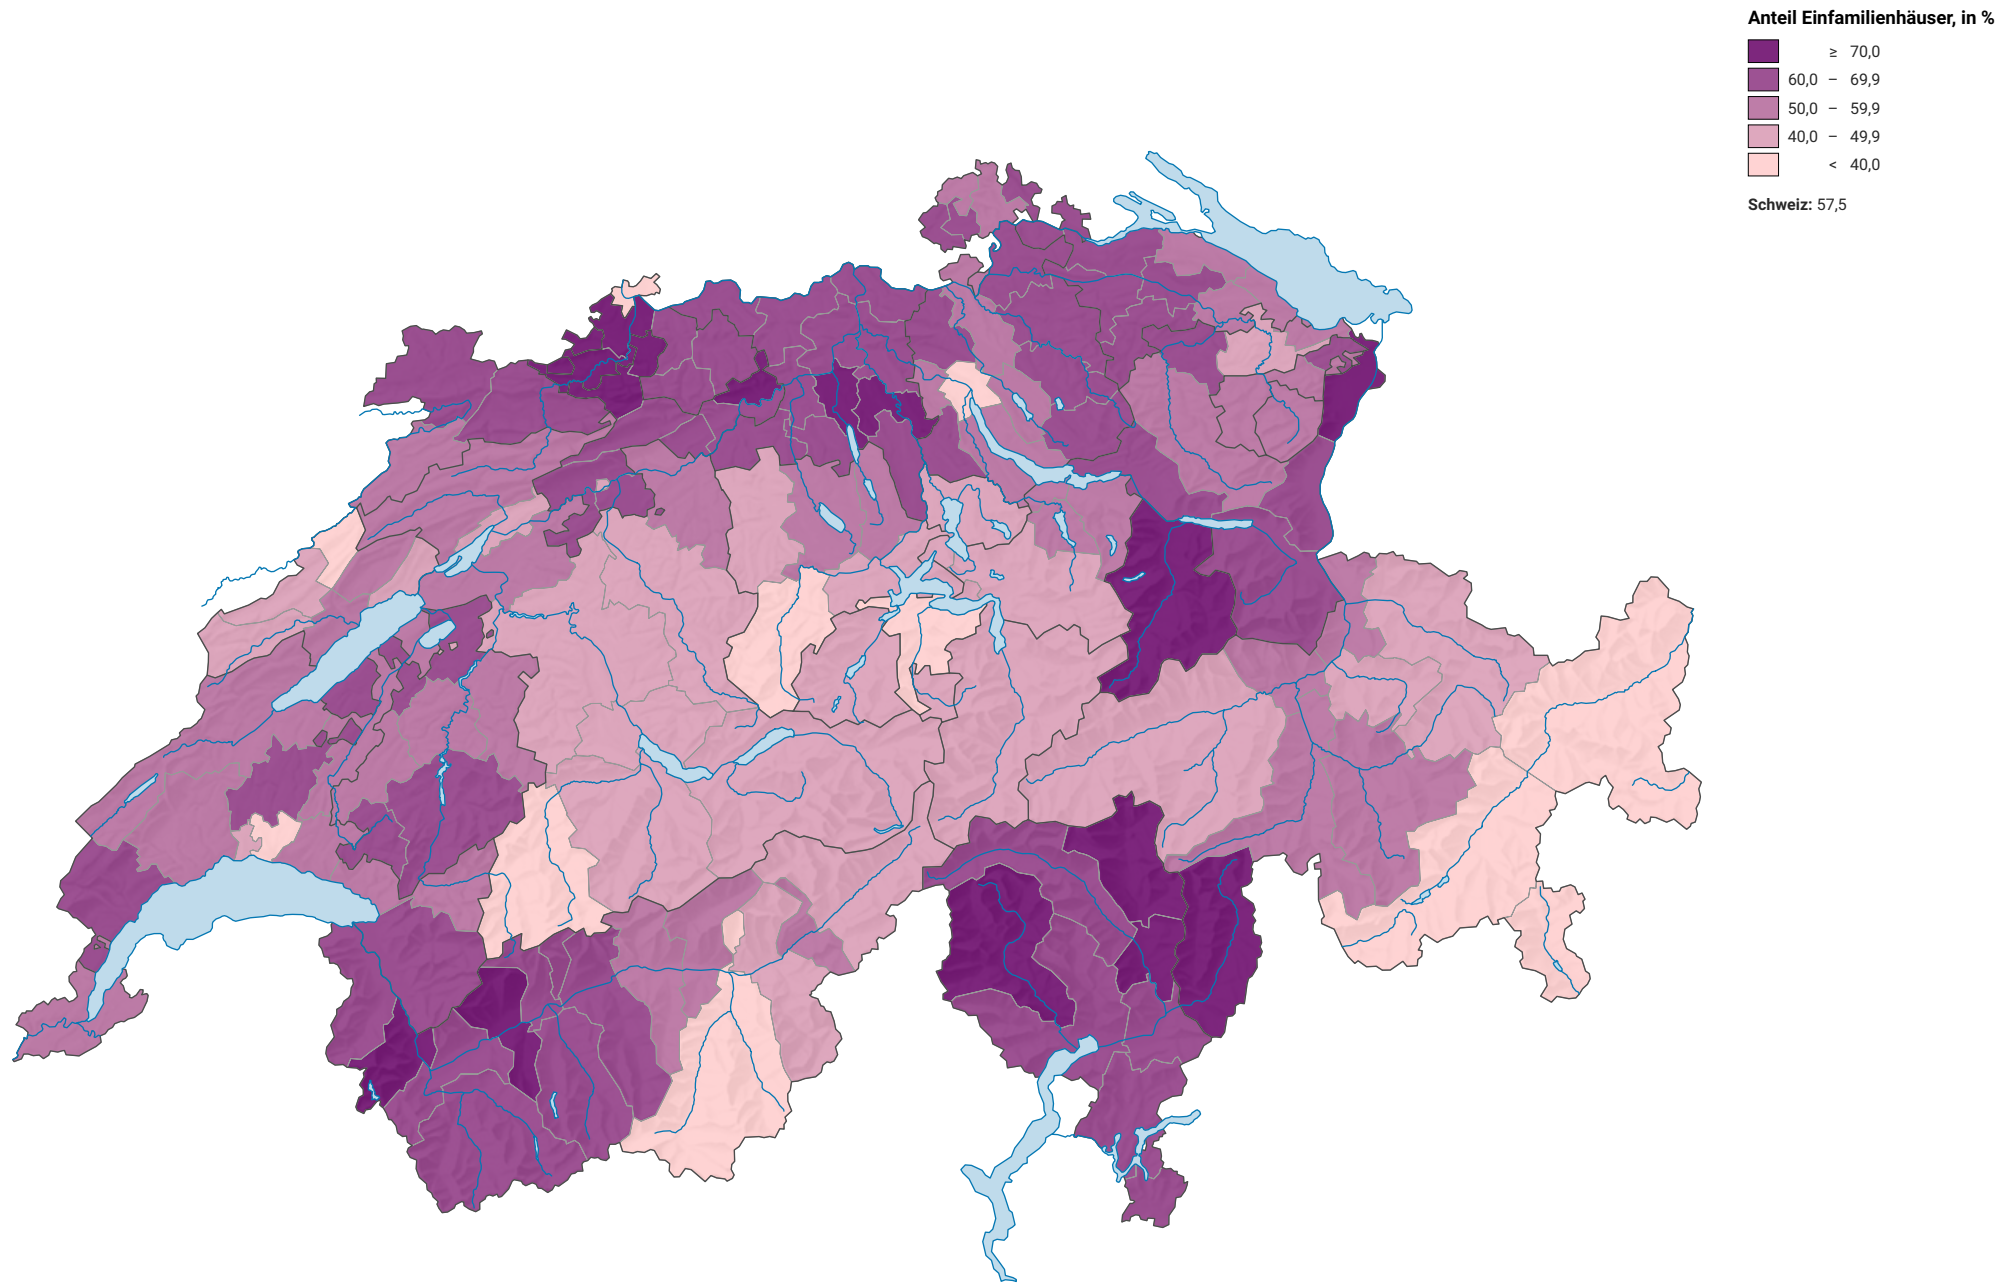 Anteil Einfamilienhäuser, in %
≥ 70,0
60,0 – 69,9
50,0 – 59,9
40,0 – 49,9
< 40,0
Schweiz: 57,5